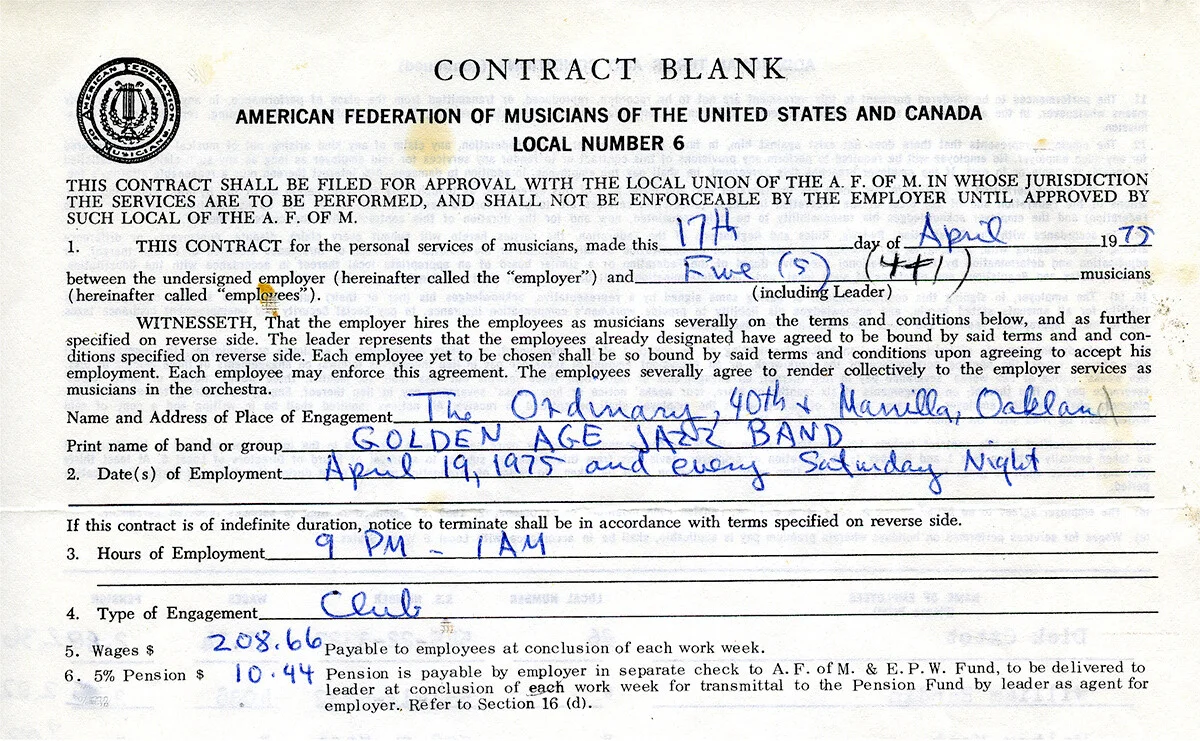 CONTRACT BLANK
AMERICAN FEDERATION OF MUSICIANS
AMERICAN FEDERATION OF MUSICIANS OF THE UNITED STATES AND CANADA
LOCAL NUMBER 6
THIS CONTRACT SHALL BE FILED FOR APPROVAL WITH THE LOCAL UNION OF THE A. F. OF M. IN WHOSE JURISDICTION
THE SERVICES ARE TO BE PERFORMED, AND SHALL NOT BE ENFORCEABLE BY THE EMPLOYER UNTIL APPROVED BY
SUCH LOCAL OF THE A. F. OF M.
1. THIS CONTRACT for the personal services of musicians, made this 17th day of April 1975
between the undersigned employer (hereinafter called the “employer”) and Five (5) (4+1) musicians
(hereinafter called “employees”). (including Leader)
WITNESSETH, That the employer hires the employees as musicians severally on the terms and conditions below, and as further
specified on reverse side. The leader represents that the employees already designated have agreed to be bound by said terms and and con-
ditions specified on reverse side. Each employee yet to be chosen shall be so bound by said terms and conditions upon agreeing to accept his
employment. Each employee may enforce this agreement. The employees severally agree to render collectively to the employer services as
musicians in the orchestra.
Name and Address of Place of Engagement The Ordinary, 40th + Manilla, Oakland
Print name of band or group GOLDEN AGE JAZZ BAND
2. Date(s) of Employment April 19, 1975 and every Saturday Night
If this contract is of indefinite duration, notice to terminate shall be in accordance with terms specified on reverse side.
3. Hours of Employment 9 PM - 1 AM
4. Type of Engagement Club
5. Wages $ 208.66 Payable to employees at conclusion of each work week.
6. 5% Pension $ 10.44 Pension is payable by employer in separate check to A. F. of M. & E. P. W. Fund, to be delivered to
leader at conclusion of each work week for transmittal to the Pension Fund by leader as agent for
employer. Refer to Section 16 (d).